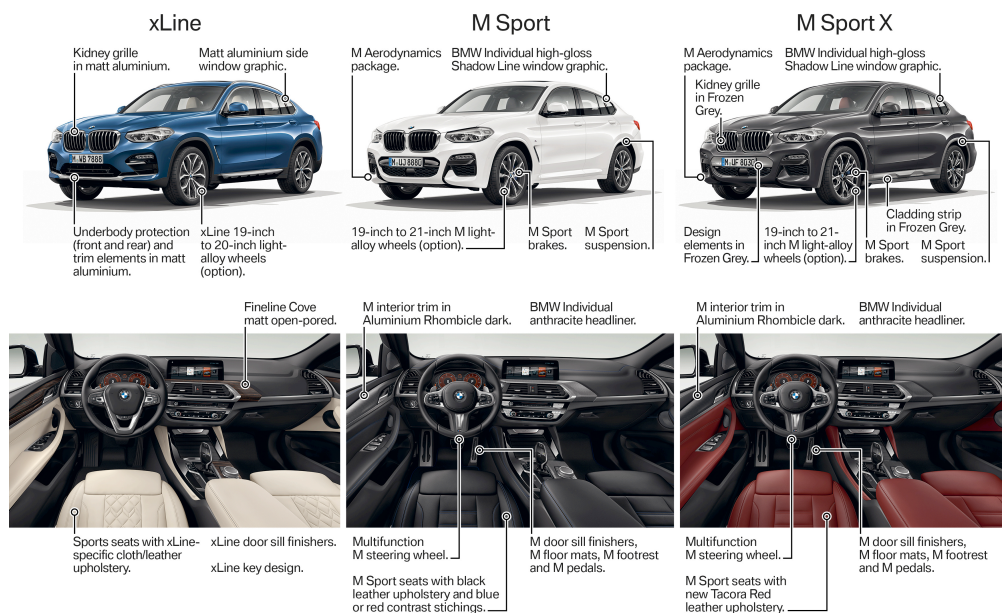 xLine
M Sport
M Sport X
Kidney grille
in matt aluminium.
Matt aluminium side
window graphic.
M WB 7888
Underbody protection
(front and rear) and
trim elements in matt
aluminium.
xLine 19-inch
to 20-inch light-
alloy wheels
(option).
M Aerodynamics
package.
BMW Individual high-gloss
Shadow Line window graphic.
M UJ 8880
19-inch to 21-inch M light-
alloy wheels (option).
M Sport
brakes.
M Sport
suspension.
M Aerodynamics
package.
BMW Individual high-gloss
Shadow Line window graphic.
Kidney grille
in Frozen
Grey.
M UF 8030
Cladding strip
in Frozen Grey.
Design
elements in
Frozen Grey.
19-inch to 21-
inch M light-alloy
wheels (option).
M Sport
brakes.
M Sport
suspension.
Fineline Cove
matt open-pored.
Sports seats with xLine-
specific cloth/leather
upholstery.
xLine door sill finishers.
xLine key design.
M interior trim in
Aluminium Rhombicle dark.
BMW Individual
anthracite headliner.
Multifunction
M steering wheel.
M door sill finishers,
M floor mats, M footrest
and M pedals.
M Sport seats with black
leather upholstery and blue
or red contrast stichings.
M interior trim in
Aluminium Rhombicle dark.
BMW Individual
anthracite headliner.
Multifunction
M steering wheel.
M door sill finishers,
M floor mats, M footrest
and M pedals.
M Sport seats with
new Tacora Red
leather upholstery.